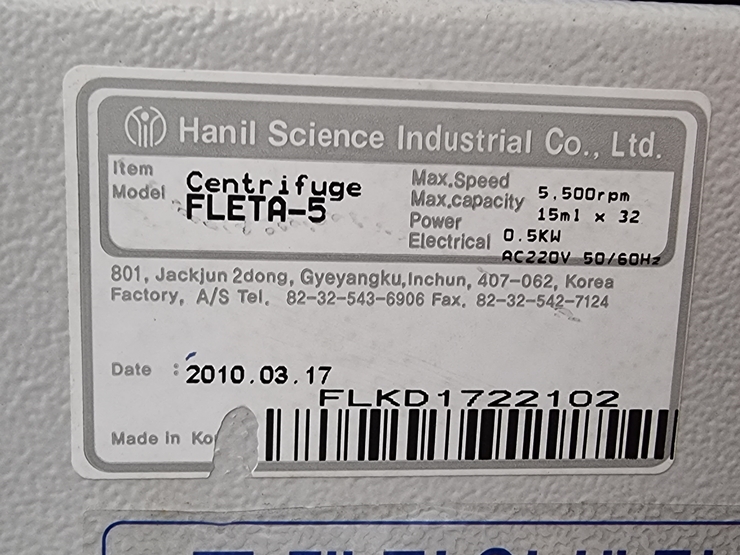 Hanil Science Industrial Co., Ltd.
Item Centrifuge
Model FLETA-5
Max.Speed 5,500rpm
Max.capacity 15ml x 32
Power 0.5KW
Electrical AC220V 50/60Hz
801, Jackjun 2dong, Gyeyangku,Inchun, 407-062, Korea
Factory, A/S Tel. 82-32-543-6906 Fax. 82-32-542-7124
Date : 2010.03.17
FLKD1722102
Made in Ko